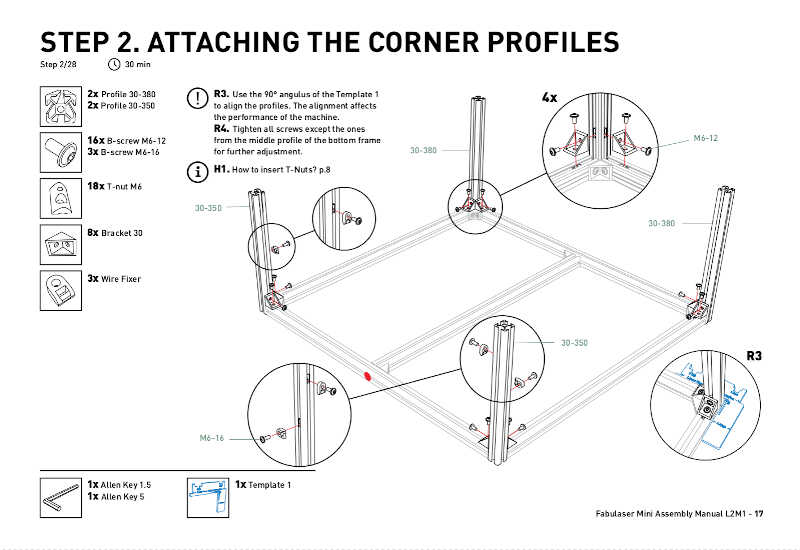 STEP 2. ATTACHING THE CORNER PROFILES
Step 2/28
30 min
2x Profile 30-380
2x Profile 30-350
16x B-screw M6-12
3x B-screw M6-16
18x T-nut M6
8x Bracket 30
3x Wire Fixer
R3. Use the 90° angulus of the Template 1
to align the profiles. The alignment affects
the performance of the machine.
R4. Tighten all screws except the ones
from the middle profile of the bottom frame
for further adjustment.
H1. How to insert T-Nuts? p.8
4x
M6-12
30-380
30-350
30-380
30-350
R3
M6-16
1x Allen Key 1.5
1x Allen Key 5
1x Template 1
Fabulaser Mini Assembly Manual L2M1 - 17